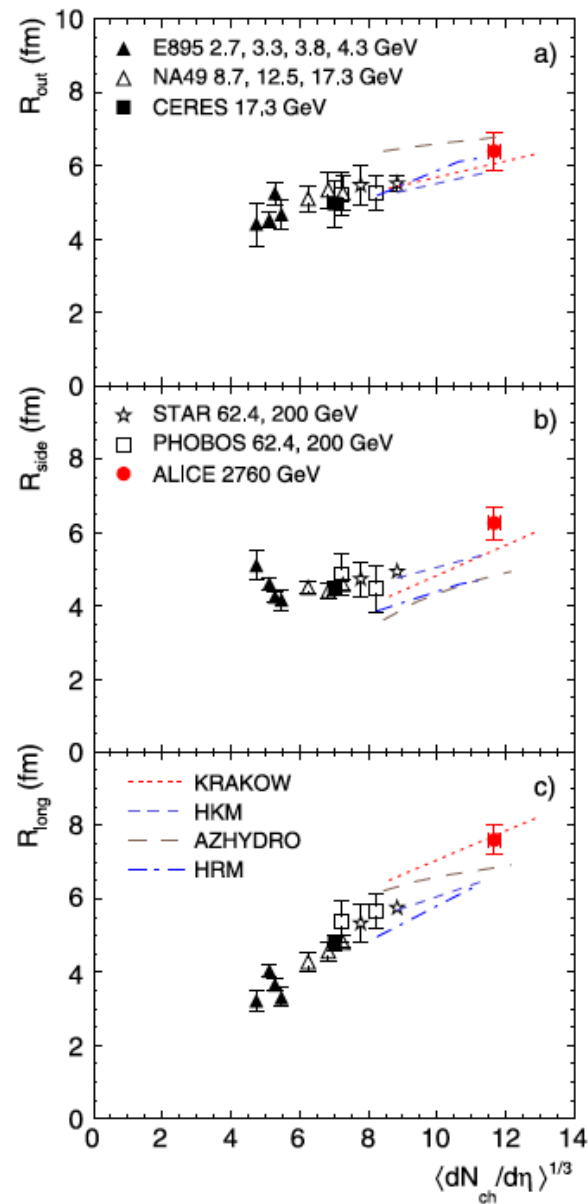 R_out (fm)
10
8
6
4
2
0
E895 2.7, 3.3, 3.8, 4.3 GeV
NA49 8.7, 12.5, 17.3 GeV
CERES 17.3 GeV
a)
R_side (fm)
8
6
4
2
0
STAR 62.4, 200 GeV
PHOBOS 62.4, 200 GeV
ALICE 2760 GeV
b)
R_long (fm)
8
6
4
2
0
KRAKOW
HKM
AZHYDRO
HRM
c)
0 2 4 6 8 10 12 14
⟨dN_ch/dη⟩^1/3